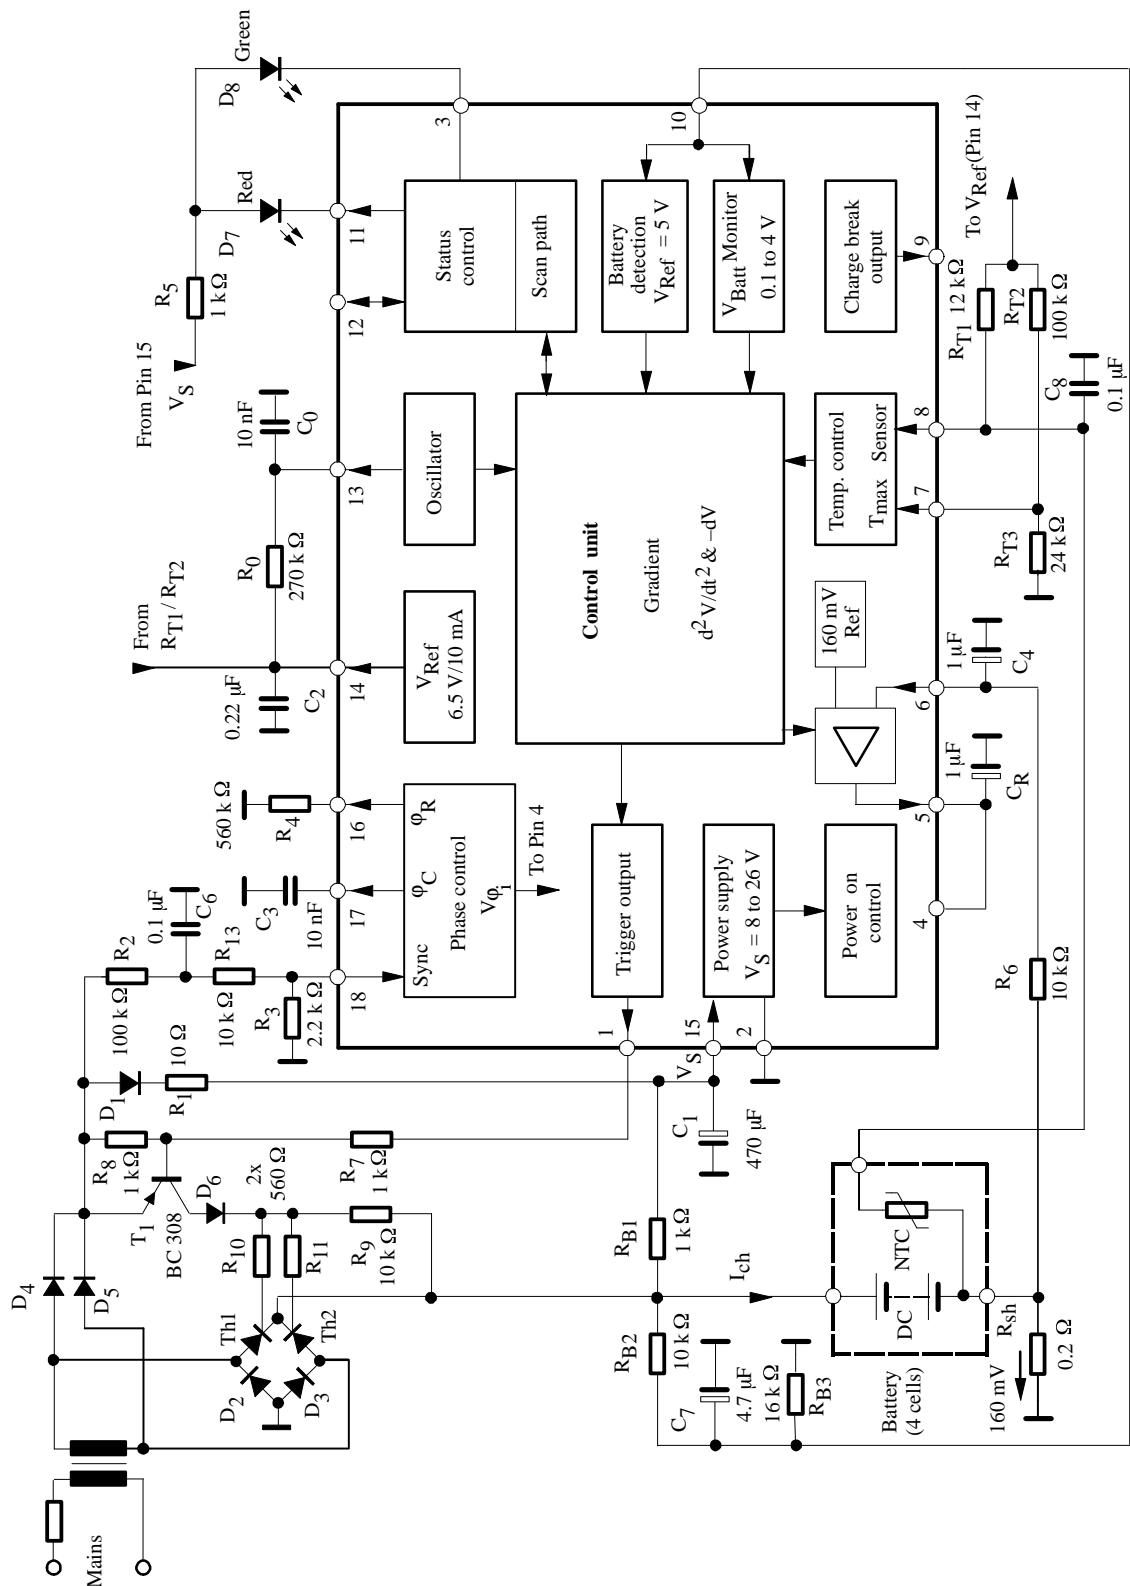 Mains
D4
D5
Th1
Th2
D2
D3
T1
BC 308
R8
1 kΩ
D6
2x
560 Ω
R10
R11
R7
1 kΩ
R9
10 kΩ
D1
R1
10 Ω
R2
100 kΩ
0.1 µF
C6
R13
10 kΩ
R3
2.2 kΩ
C3
10 nF
560 kΩ
R4
0.22 µF
C2
From
RT1/RT2
R0
270 kΩ
10 nF
C0
From Pin 15
VS
R5
1 kΩ
D7
Red
D8
Green
18
17
16
14
13
12
11
3
10
Sync
φC
φR
Phase control
Vφi
To Pin 4
VRef
6.5 V/10 mA
Oscillator
Status
control
Scan path
Battery
detection
VRef = 5 V
VBatt Monitor
0.1 to 4 V
Charge break
output
9
Control unit
Gradient
d2V/dt2 & –dV
Trigger output
1
Power supply
VS = 8 to 26 V
15
VS
2
Power on
control
4
160 mV
Ref
5
6
Temp. control
Tmax Sensor
7
8
C1
470 µF
RB1
1 kΩ
RB2
10 kΩ
C7
4.7 µF
16 kΩ
RB3
Ich
NTC
DC
Battery
(4 cells)
Rsh
0.2 Ω
160 mV
R6
10 kΩ
1 µF
CR
1 µF
C4
RT3
24 kΩ
RT1 12 kΩ
RT2
100 kΩ
C8
0.1 µF
To VRef (Pin 14)